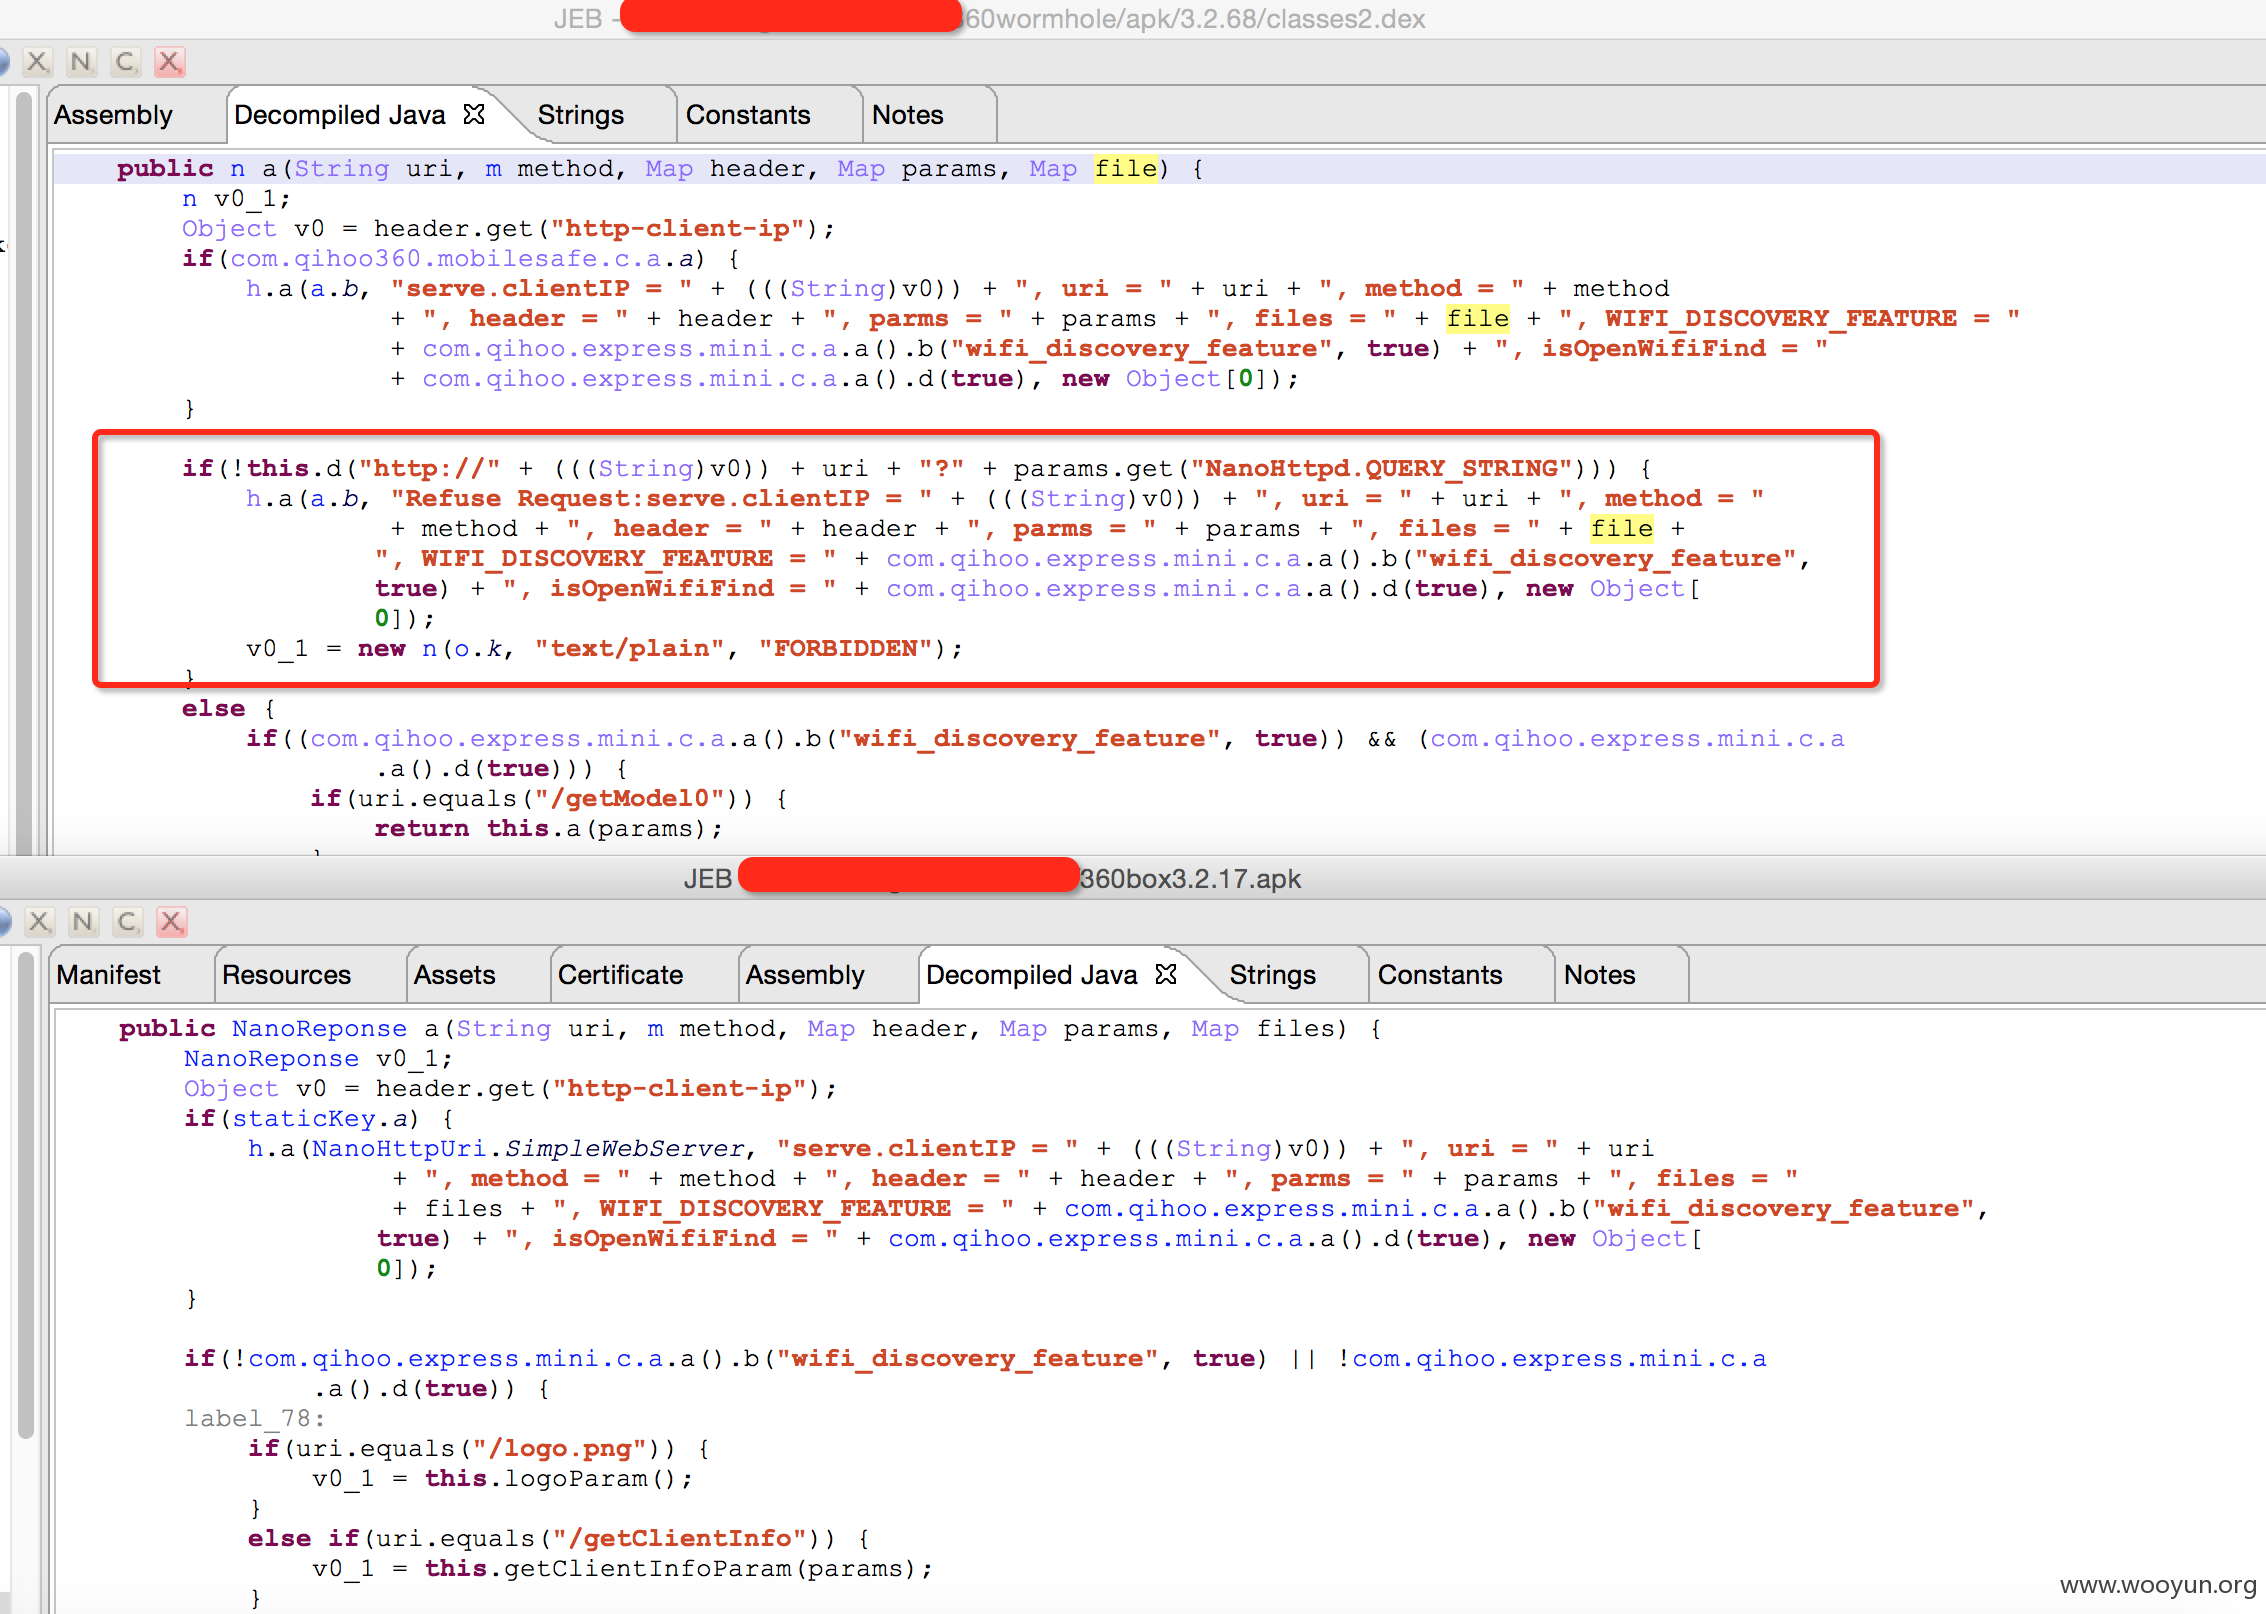 JEB - 60wormhole/apk/3.2.68/classes2.dex
X N C X
Assembly Decompiled Java Strings Constants Notes
public n a(String uri, m method, Map header, Map params, Map file) {
n v0_1;
Object v0 = header.get("http-client-ip");
if(com.qihoo360.mobilesafe.c.a.a) {
h.a(a.b, "serve.clientIP = " + (((String)v0)) + ", uri = " + uri + ", method = " + method
+ ", header = " + header + ", parms = " + params + ", files = " + file + ", WIFI_DISCOVERY_FEATURE = "
+ com.qihoo.express.mini.c.a.a().b("wifi_discovery_feature", true) + ", isOpenWifiFind = "
+ com.qihoo.express.mini.c.a.a().d(true), new Object[0]);
}
if(!this.d("http://" + (((String)v0)) + uri + "?" + params.get("NanoHttpd.QUERY_STRING"))) {
h.a(a.b, "Refuse Request:serve.clientIP = " + (((String)v0)) + ", uri = " + uri + ", method = "
+ method + ", header = " + header + ", parms = " + params + ", files = " + file +
", WIFI_DISCOVERY_FEATURE = " + com.qihoo.express.mini.c.a.a().b("wifi_discovery_feature",
true) + ", isOpenWifiFind = " + com.qihoo.express.mini.c.a.a().d(true), new Object[
0]);
v0_1 = new n(o.k, "text/plain", "FORBIDDEN");
}
else {
if((com.qihoo.express.mini.c.a.a().b("wifi_discovery_feature", true)) && (com.qihoo.express.mini.c.a
.a().d(true))) {
if(uri.equals("/getModel0")) {
return this.a(params);
}
JEB 360box3.2.17.apk
X N C X
Manifest Resources Assets Certificate Assembly Decompiled Java Strings Constants Notes
public NanoReponse a(String uri, m method, Map header, Map params, Map files) {
NanoReponse v0_1;
Object v0 = header.get("http-client-ip");
if(staticKey.a) {
h.a(NanoHttpUri.SimpleWebServer, "serve.clientIP = " + (((String)v0)) + ", uri = " + uri
+ ", method = " + method + ", header = " + header + ", parms = " + params + ", files = "
+ files + ", WIFI_DISCOVERY_FEATURE = " + com.qihoo.express.mini.c.a.a().b("wifi_discovery_feature",
true) + ", isOpenWifiFind = " + com.qihoo.express.mini.c.a.a().d(true), new Object[
0]);
}
if(!com.qihoo.express.mini.c.a.a().b("wifi_discovery_feature", true) || !com.qihoo.express.mini.c.a
.a().d(true)) {
label_78:
if(uri.equals("/logo.png")) {
v0_1 = this.logoParam();
}
else if(uri.equals("/getClientInfo")) {
v0_1 = this.getClientInfoParam(params);
}
www.wooyun.org